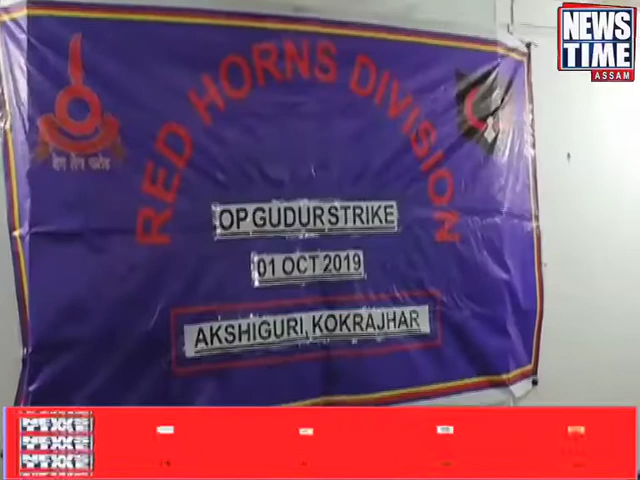 NEWS
TIME
ASSAM
RED HORNS DIVISION
OP GUDUR STRIKE
01 OCT 2019
AKSHIGURI, KOKRAJHAR